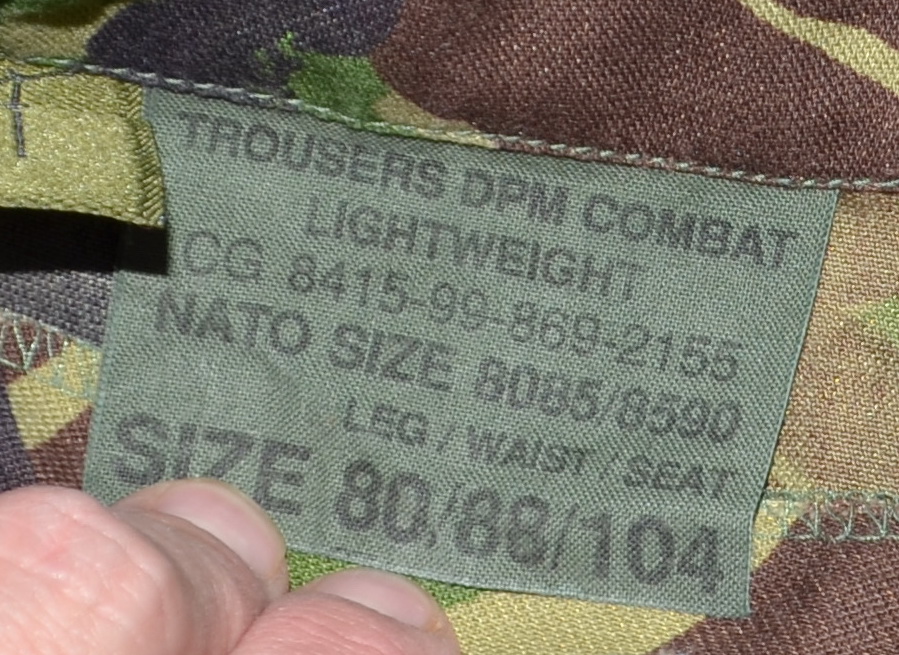 TROUSERS DPM COMBAT
LIGHTWEIGHT
CG 8415-99-869-2155
NATO SIZE 8085/8590
LEG / WAIST / SEAT
SIZE 80/88/104